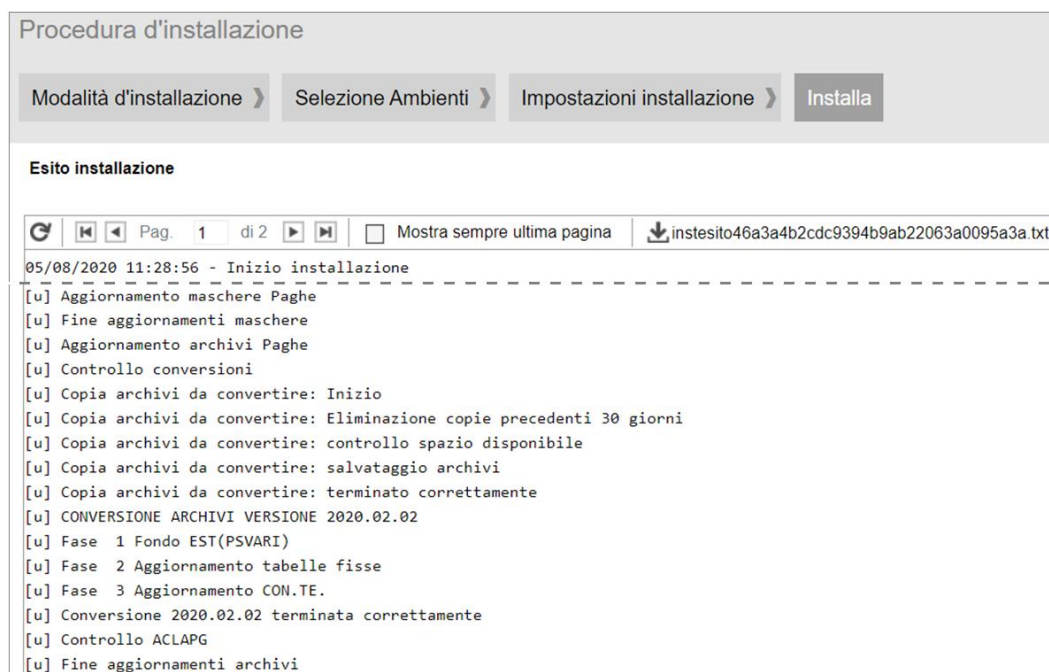 Procedura d'installazione
Modalità d'installazione ❱ Selezione Ambienti ❱ Impostazioni installazione ❱ Installa
Esito installazione
Pag. 1 di 2 Mostra sempre ultima pagina instesito46a3a4b2cdc9394b9ab22063a0095a3a.txt
05/08/2020 11:28:56 - Inizio installazione
[u] Aggiornamento maschere Paghe
[u] Fine aggiornamenti maschere
[u] Aggiornamento archivi Paghe
[u] Controllo conversioni
[u] Copia archivi da convertire: Inizio
[u] Copia archivi da convertire: Eliminazione copie precedenti 30 giorni
[u] Copia archivi da convertire: controllo spazio disponibile
[u] Copia archivi da convertire: salvataggio archivi
[u] Copia archivi da convertire: terminato correttamente
[u] CONVERSIONE ARCHIVI VERSIONE 2020.02.02
[u] Fase  1 Fondo EST(PSVARI)
[u] Fase  2 Aggiornamento tabelle fisse
[u] Fase  3 Aggiornamento CON.TE.
[u] Conversione 2020.02.02 terminata correttamente
[u] Controllo ACLAPG
[u] Fine aggiornamenti archivi